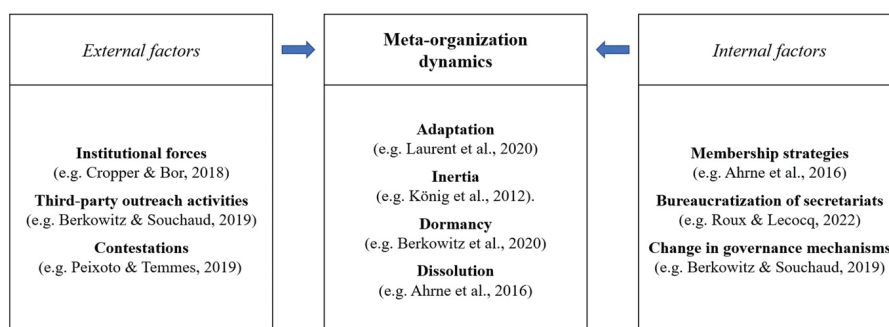 External factors
Institutional forces
(e.g. Cropper & Bor, 2018)
Third-party outreach activities
(e.g. Berkowitz & Souchaud, 2019)
Contestations
(e.g. Peixoto & Temmes, 2019)
Meta-organization
dynamics
Adaptation
(e.g. Laurent et al., 2020)
Inertia
(e.g. König et al., 2012).
Dormancy
(e.g. Berkowitz et al., 2020)
Dissolution
(e.g. Ahrne et al., 2016)
Internal factors
Membership strategies
(e.g. Ahrne et al., 2016)
Bureaucratization of secretariats
(e.g. Roux & Lecocq, 2022)
Change in governance mechanisms
(e.g. Berkowitz & Souchaud, 2019)